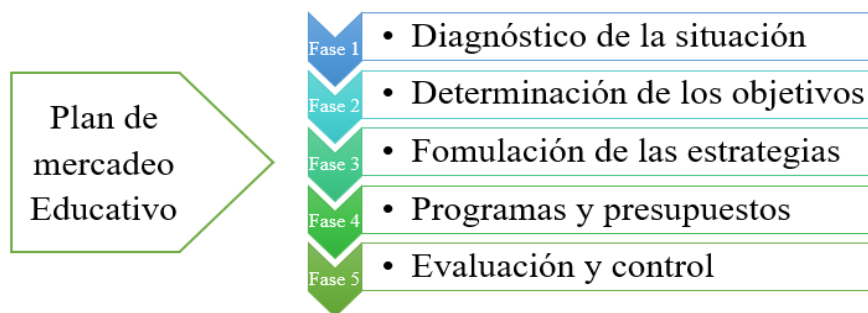 Plan de
mercadeo
Educativo
Fase 1
• Diagnóstico de la situación
Fase 2
• Determinación de los objetivos
Fase 3
• Fomulación de las estrategias
Fase 4
• Programas y presupuestos
Fase 5
• Evaluación y control